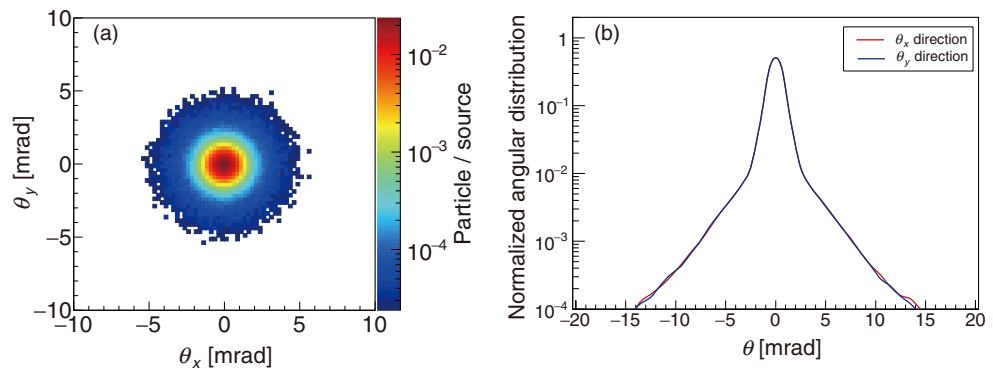 (a)
10
5
0
−5
−10
θy [mrad]
−10 −5 0 5 10
θx [mrad]
10−2
10−3
10−4
Particle / source
(b)
1
10−1
10−2
10−3
10−4
Normalized angular distribution
θx direction
θy direction
−20 −15 −10 −5 0 5 10 15 20
θ [mrad]